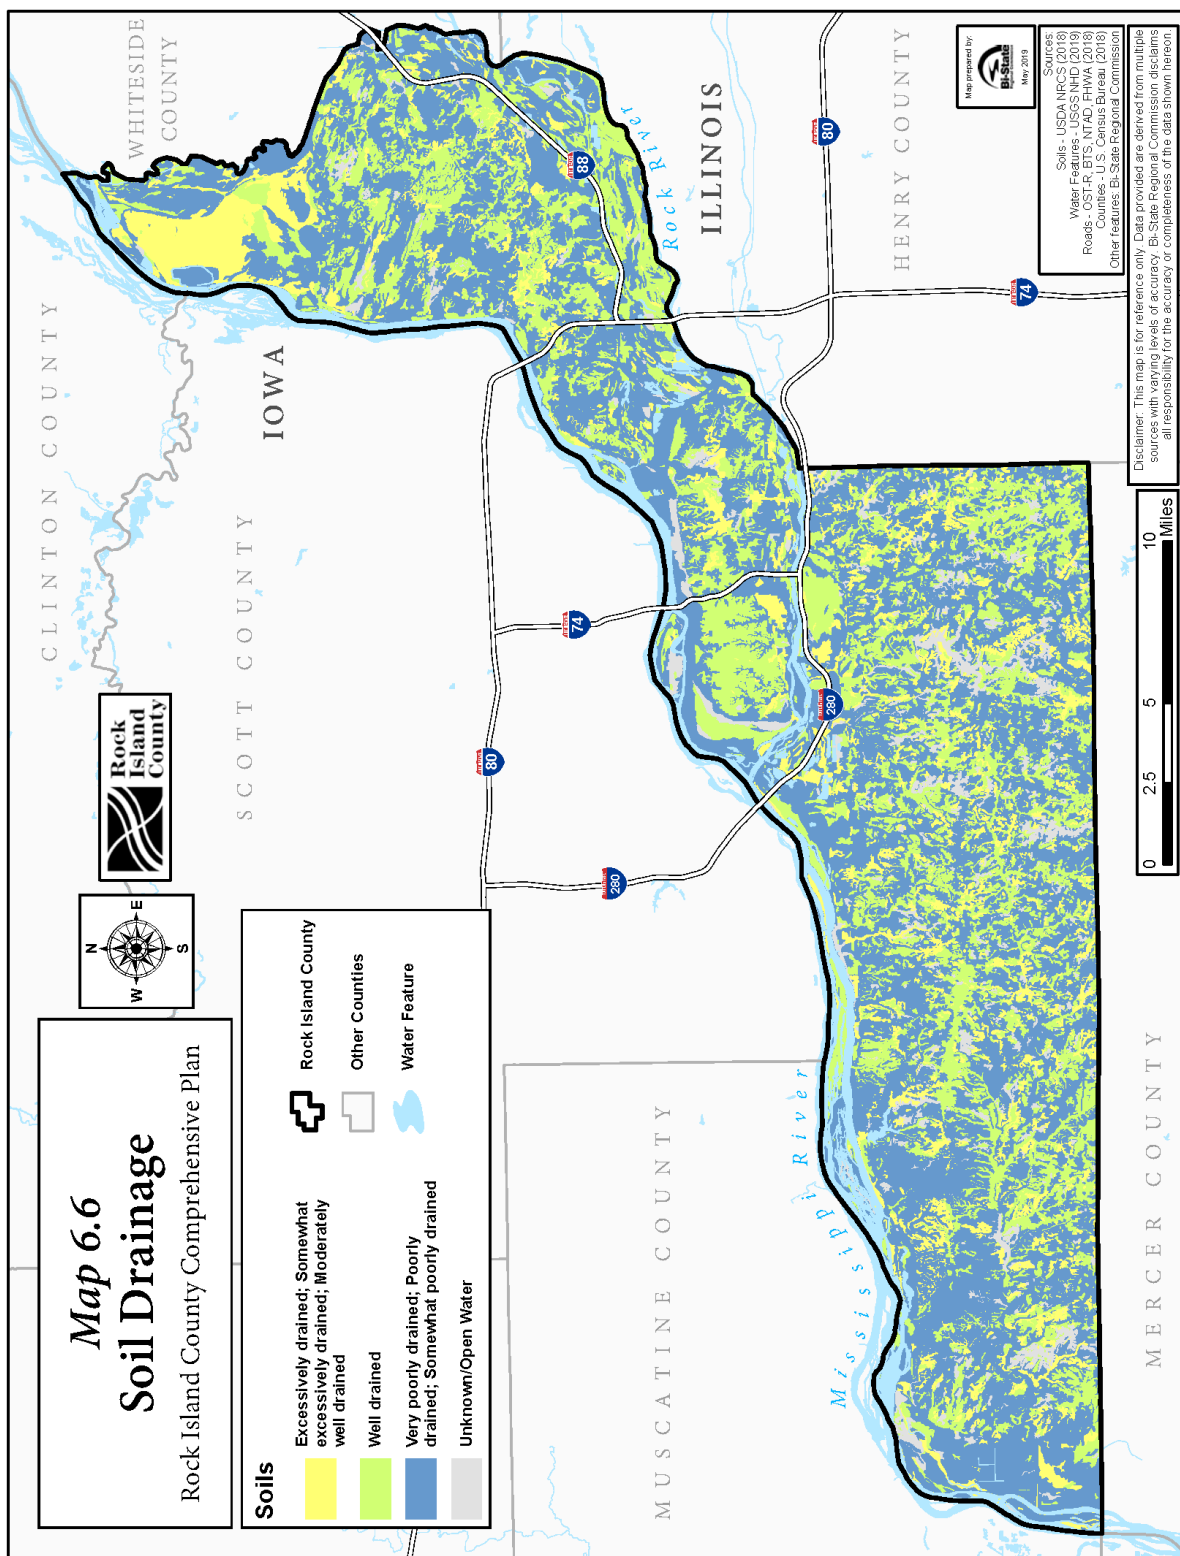 Map 6.6
Soil Drainage
Rock Island County Comprehensive Plan
N
W
E
S
Rock
Island
County
Soils
Excessively drained; Somewhat
excessively drained; Moderately
well drained
Well drained
Very poorly drained; Poorly
drained; Somewhat poorly drained
Unknown/Open Water
Rock Island County
Other Counties
Water Feature
CLINTON COUNTY
WHITESIDE
COUNTY
SCOTT COUNTY
IOWA
MUSCATINE COUNTY
Mississippi River
Rock River
ILLINOIS
HENRY COUNTY
MERCER COUNTY
80
280
74
88
80
74
280
0
2.5
5
10
Miles
Map prepared by:
Bi-State
May 2019
Sources:
Soils - USDA NRCS (2018)
Water Features - USGS NHD (2019)
Roads - OST-R, BTS, NTAD, FHWA (2018)
Counties - U.S. Census Bureau (2018)
Other features: Bi-State Regional Commission
Disclaimer: This map is for reference only. Data provided are derived from multiple
sources with varying levels of accuracy. Bi-State Regional Commission disclaims
all responsibility for the accuracy or completeness of the data shown hereon.